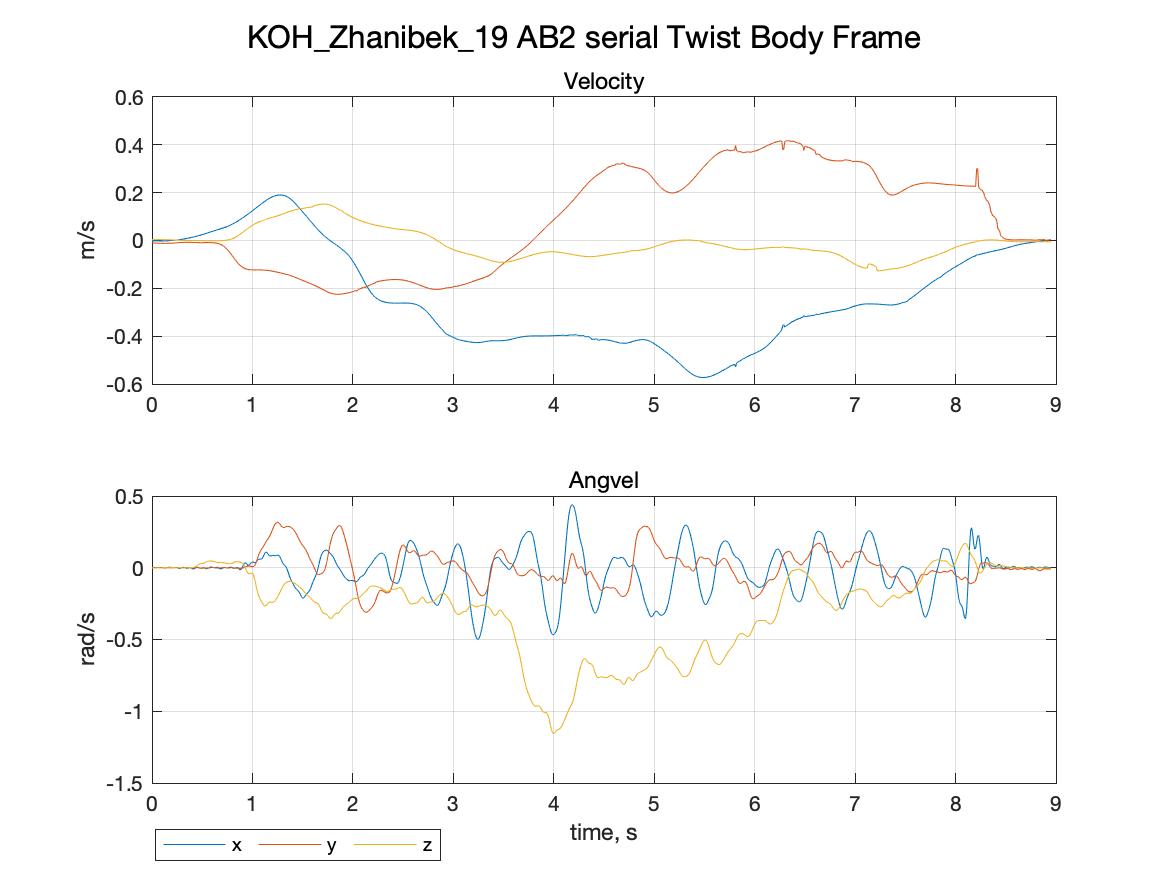 KOH_Zhanibek_19 AB2 serial Twist Body Frame
Velocity
0.6
0.4
0.2
0
-0.2
-0.4
-0.6
m/s
0 1 2 3 4 5 6 7 8 9
Angvel
0.5
0
-0.5
-1
-1.5
rad/s
0 1 2 3 4 5 6 7 8 9
time, s
x y z